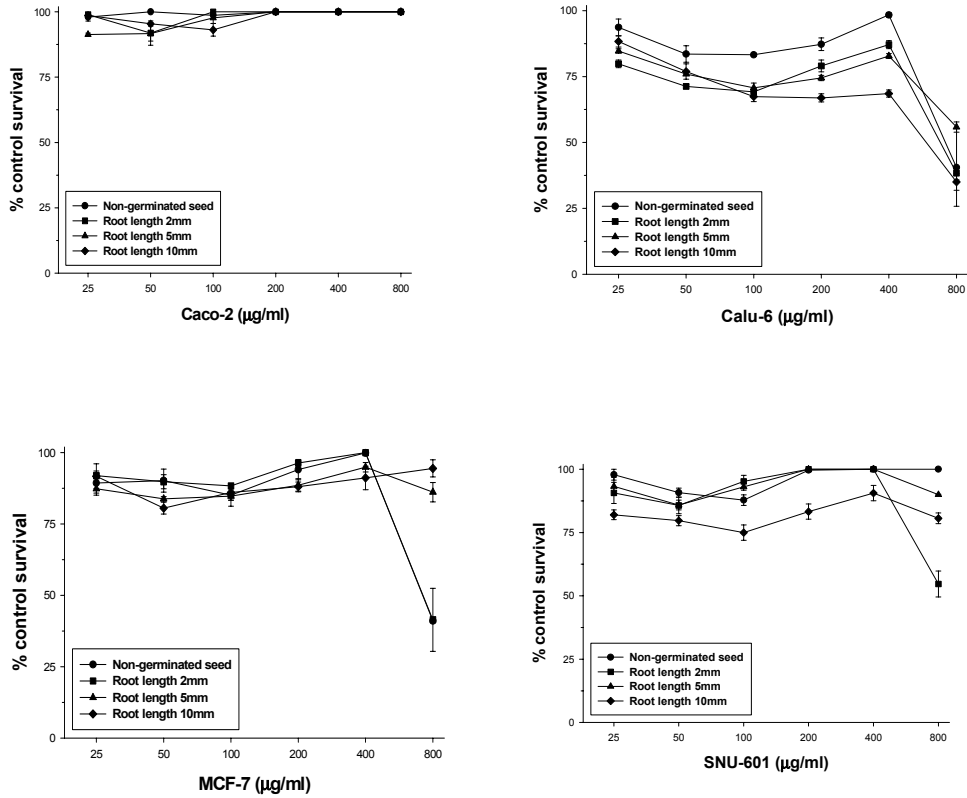 % control survival
100
75
50
25
0
Non-germinated seed
Root length 2mm
Root length 5mm
Root length 10mm
25 50 100 200 400 800
Caco-2 (μg/ml)
% control survival
100
75
50
25
0
Non-germinated seed
Root length 2mm
Root length 5mm
Root length 10mm
25 50 100 200 400 800
Calu-6 (μg/ml)
% control survival
100
75
50
25
0
Non-germinated seed
Root length 2mm
Root length 5mm
Root length 10mm
25 50 100 200 400 800
MCF-7 (μg/ml)
% control survival
100
75
50
25
0
Non-germinated seed
Root length 2mm
Root length 5mm
Root length 10mm
25 50 100 200 400 800
SNU-601 (μg/ml)